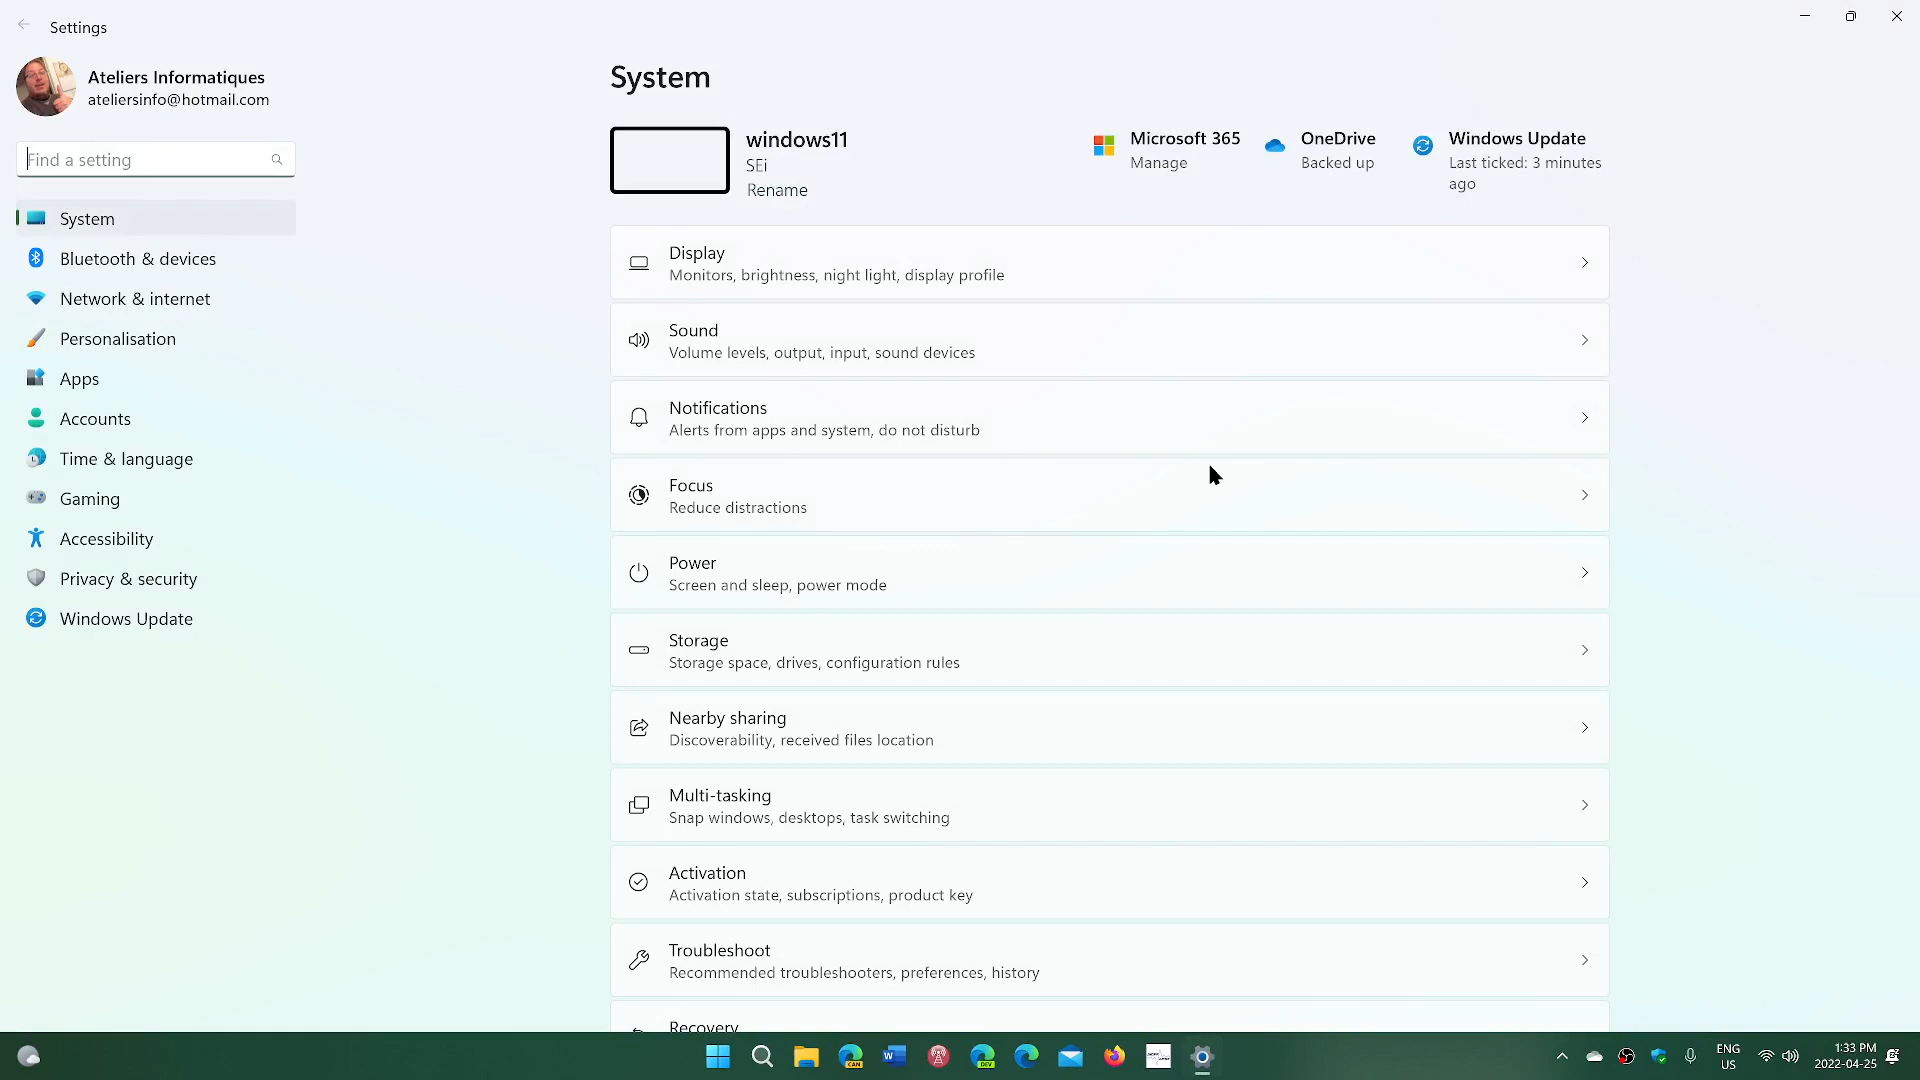 Settings
Ateliers Informatiques
ateliersinfo@hotmail.com
Find a setting
System
Bluetooth & devices
Network & internet
Personalisation
Apps
Accounts
Time & language
Gaming
Accessibility
Privacy & security
Windows Update
System
windows11
SEi
Rename
Microsoft 365
Manage
OneDrive
Backed up
Windows Update
Last ticked: 3 minutes
ago
Display
Monitors, brightness, night light, display profile
Sound
Volume levels, output, input, sound devices
Notifications
Alerts from apps and system, do not disturb
Focus
Reduce distractions
Power
Screen and sleep, power mode
Storage
Storage space, drives, configuration rules
Nearby sharing
Discoverability, received files location
Multi-tasking
Snap windows, desktops, task switching
Activation
Activation state, subscriptions, product key
Troubleshoot
Recommended troubleshooters, preferences, history
Recovery
CAN
W
DEV
ENG
US
1:33 PM
2022-04-25